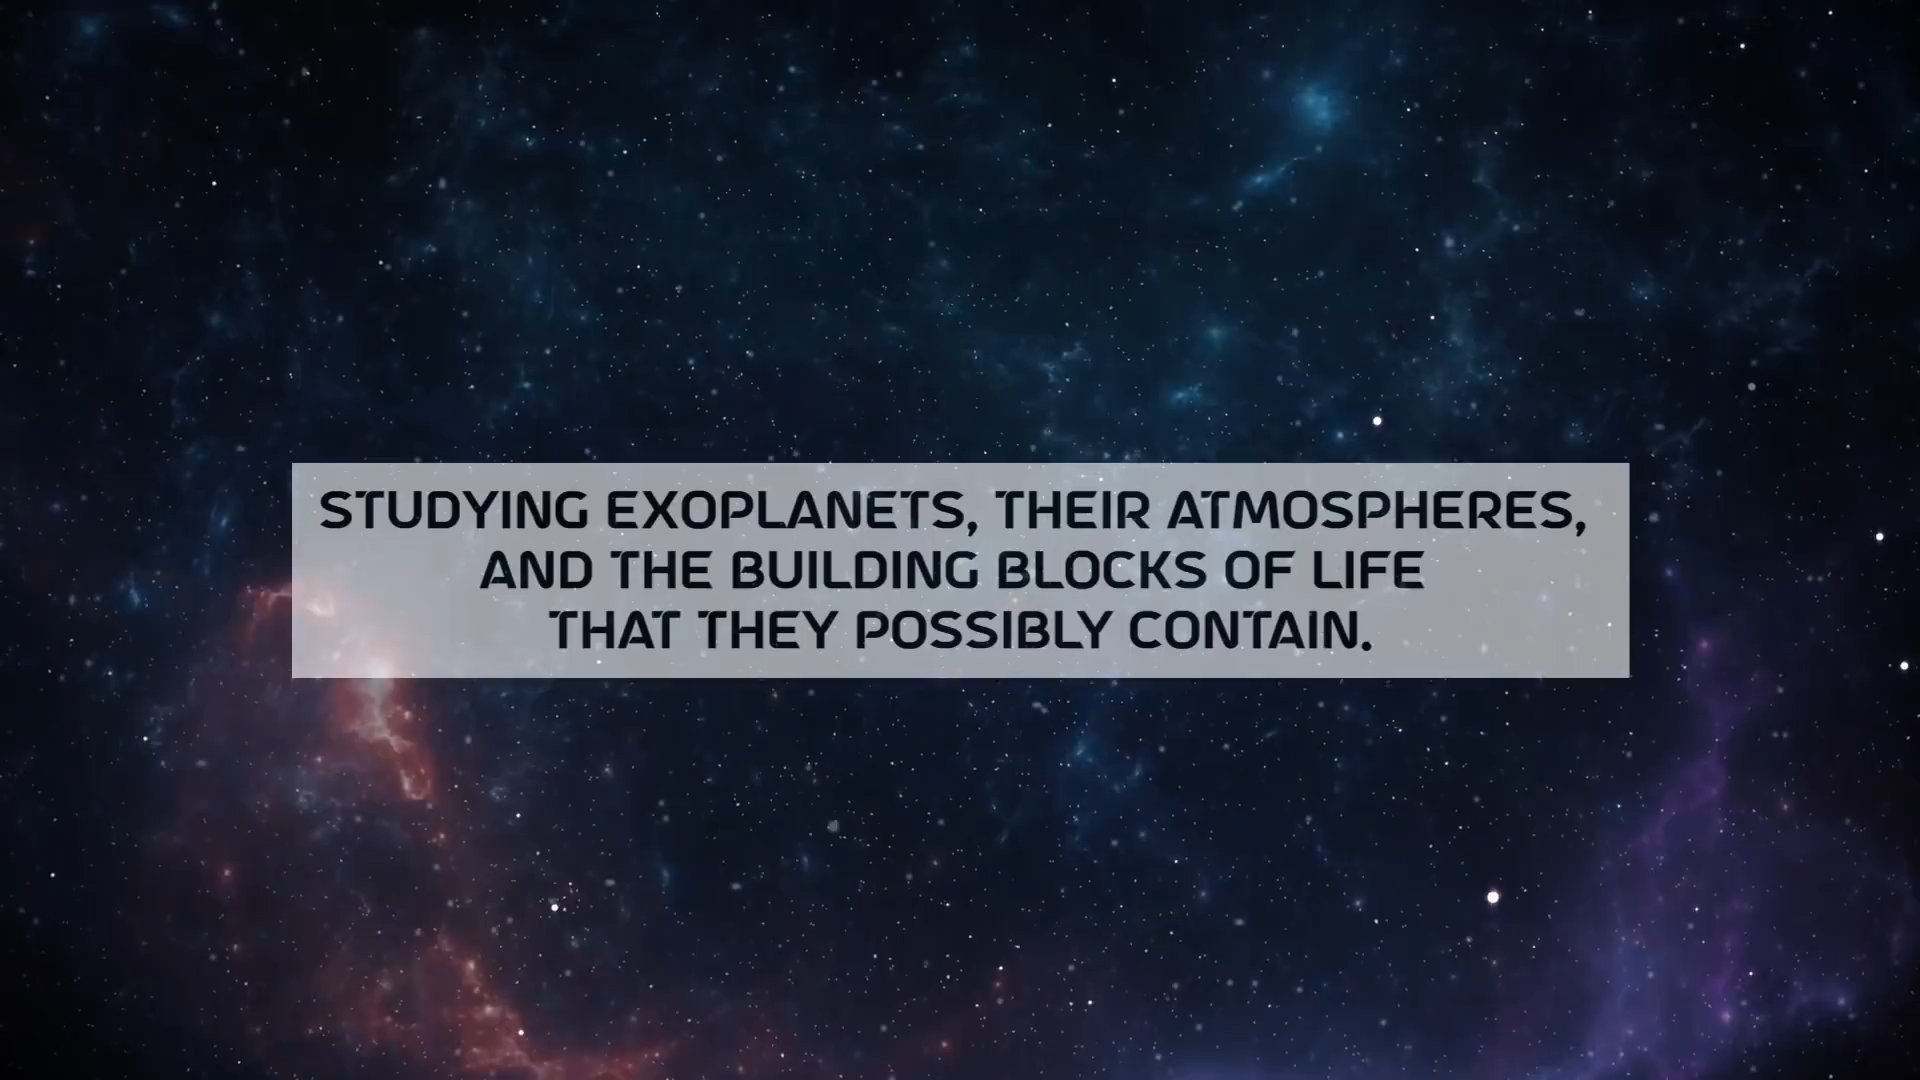 STUDYING EXOPLANETS, THEIR ATMOSPHERES,
AND THE BUILDING BLOCKS OF LIFE
THAT THEY POSSIBLY CONTAIN.